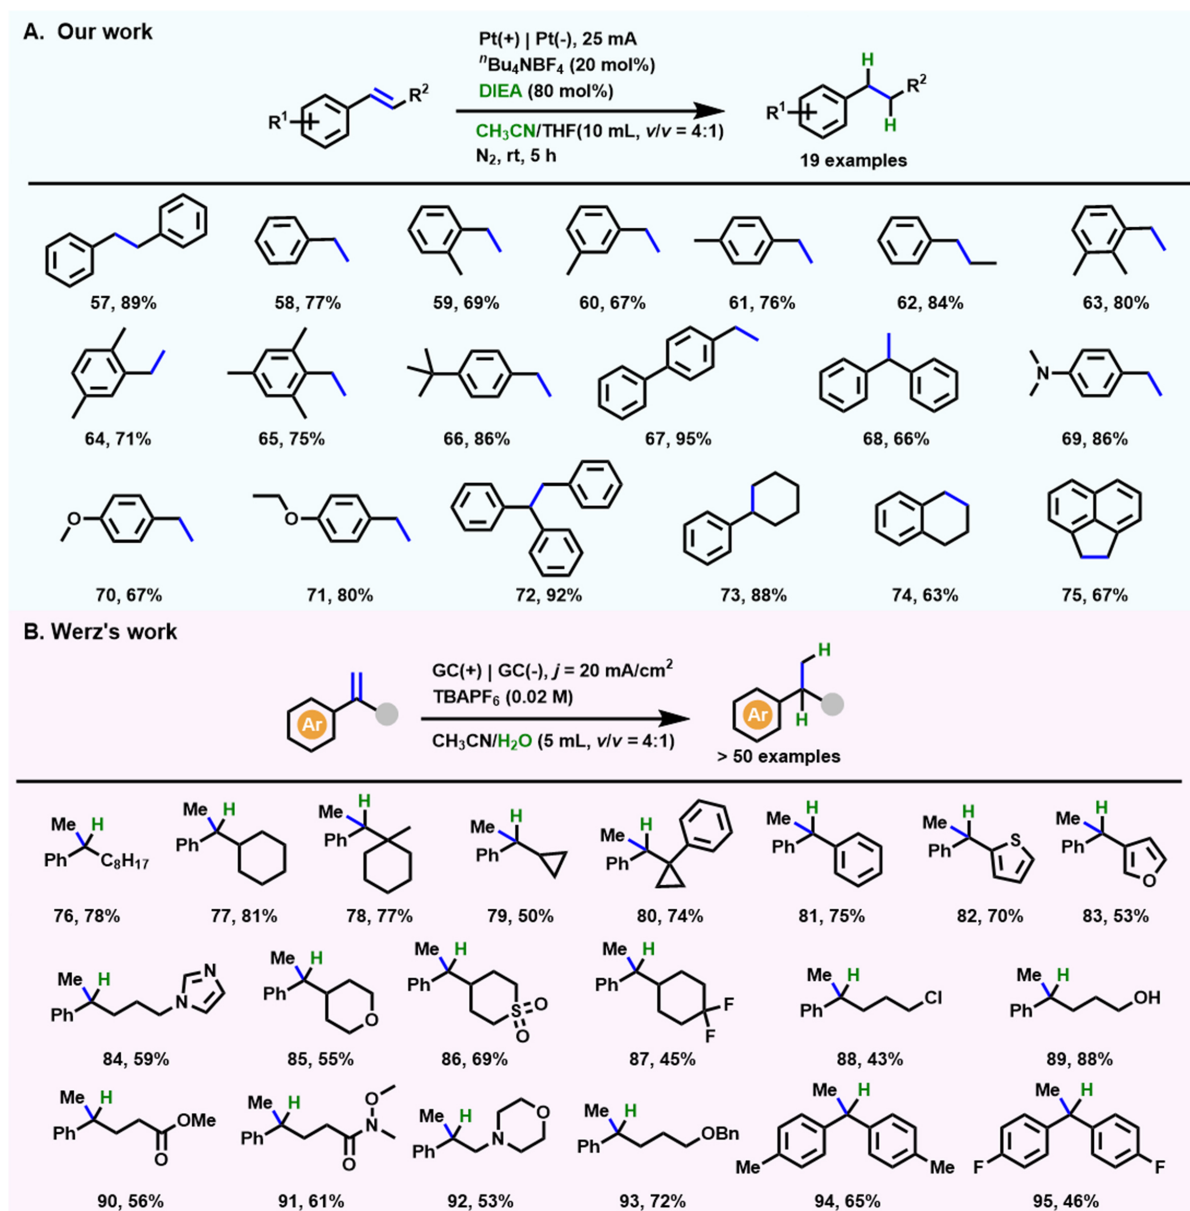 A. Our work
Pt(+) | Pt(-), 25 mA
ⁿBu₄NBF₄ (20 mol%)
DIEA (80 mol%)
CH₃CN/THF(10 mL, v/v = 4:1)
N₂, rt, 5 h
R¹
R²
H
R²
R¹
H
19 examples
57, 89%
58, 77%
59, 69%
60, 67%
61, 76%
62, 84%
63, 80%
N
64, 71%
65, 75%
66, 86%
67, 95%
68, 66%
69, 86%
O
O
70, 67%
71, 80%
72, 92%
73, 88%
74, 63%
75, 67%
B. Werz's work
GC(+) | GC(-), j = 20 mA/cm²
TBAPF₆ (0.02 M)
CH₃CN/H₂O (5 mL, v/v = 4:1)
Ar
H
Ar
H
> 50 examples
Me H
Ph C₈H₁₇
Me H
Ph
Me H
Ph
Me H
Ph
Me H
Ph
Me H
Ph
Me H
Ph S
Me H
Ph O
76, 78%
77, 81%
78, 77%
79, 50%
80, 74%
81, 75%
82, 70%
83, 53%
Me H
Ph N N
Me H
Ph O
Me H
Ph S O O
Me H
Ph F F
Me H
Ph Cl
Me H
Ph OH
84, 59%
85, 55%
86, 69%
87, 45%
88, 43%
89, 88%
Me H
Ph OMe O
Me H
Ph O N O
Me H
Ph N O
Me H
Ph OBn
Me H
Me Me
Me H
F F
90, 56%
91, 61%
92, 53%
93, 72%
94, 65%
95, 46%